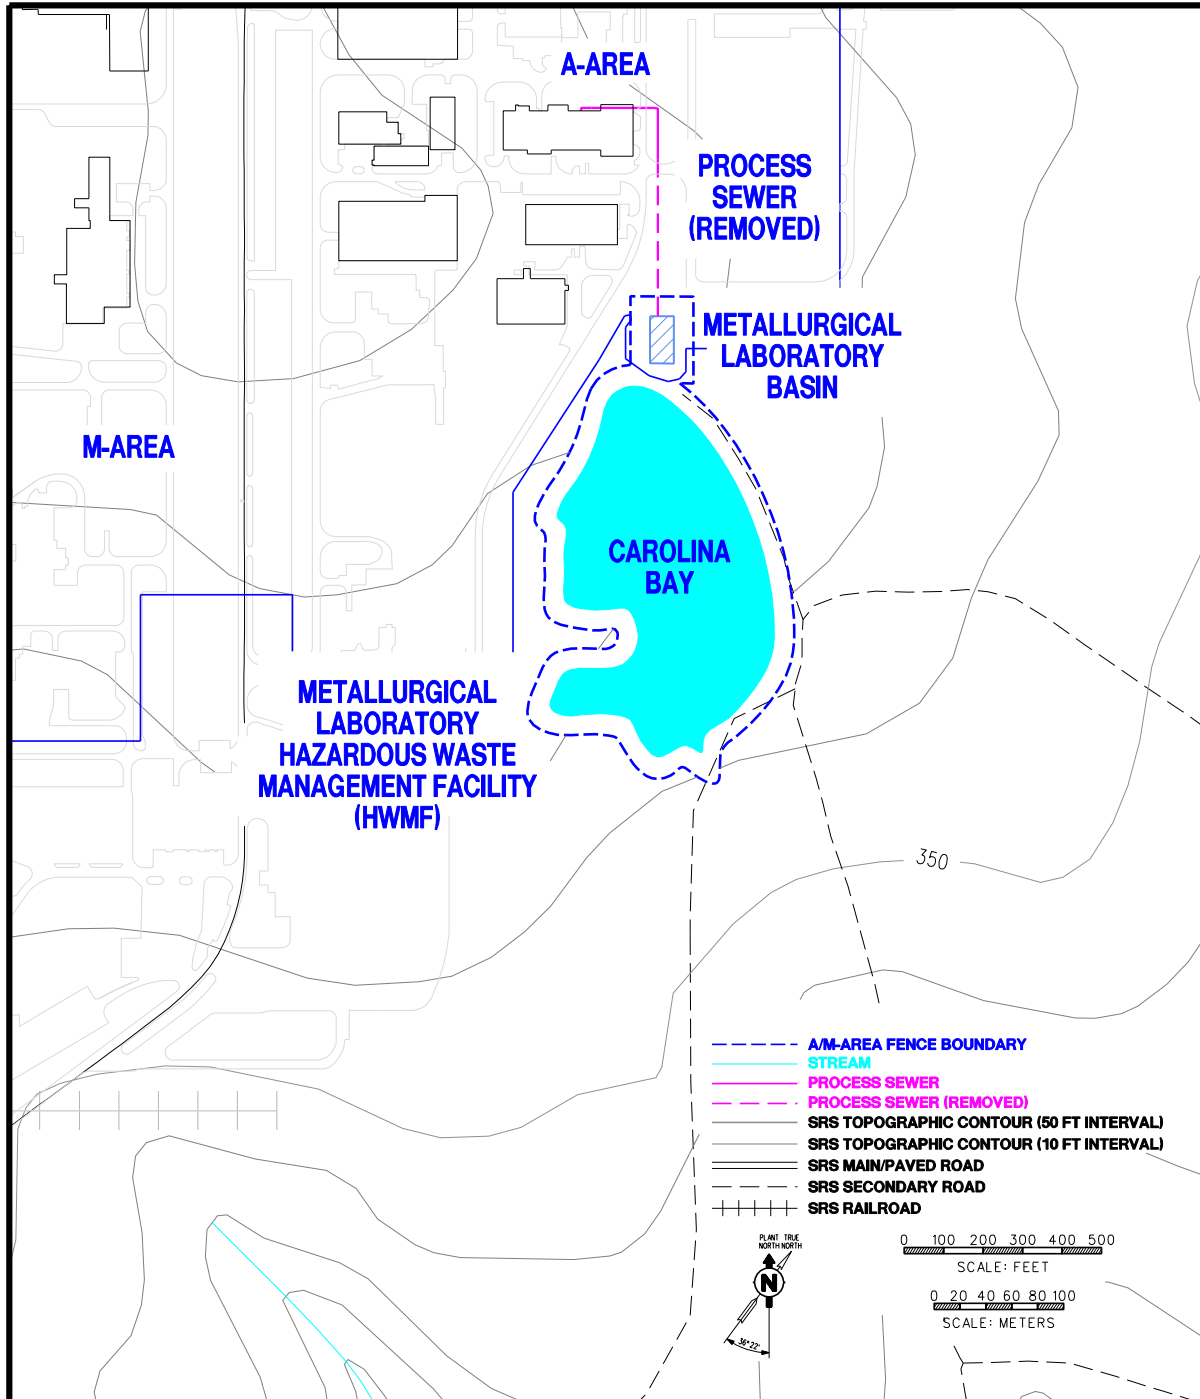 A-AREA
PROCESS
SEWER
(REMOVED)
METALLURGICAL
LABORATORY
BASIN
M-AREA
CAROLINA
BAY
METALLURGICAL
LABORATORY
HAZARDOUS WASTE
MANAGEMENT FACILITY
(HWMF)
350
A/M-AREA FENCE BOUNDARY
STREAM
PROCESS SEWER
PROCESS SEWER (REMOVED)
SRS TOPOGRAPHIC CONTOUR (50 FT INTERVAL)
SRS TOPOGRAPHIC CONTOUR (10 FT INTERVAL)
SRS MAIN/PAVED ROAD
SRS SECONDARY ROAD
SRS RAILROAD
PLANT TRUE
NORTH NORTH
N
36°22'
0 100 200 300 400 500
SCALE: FEET
0 20 40 60 80 100
SCALE: METERS